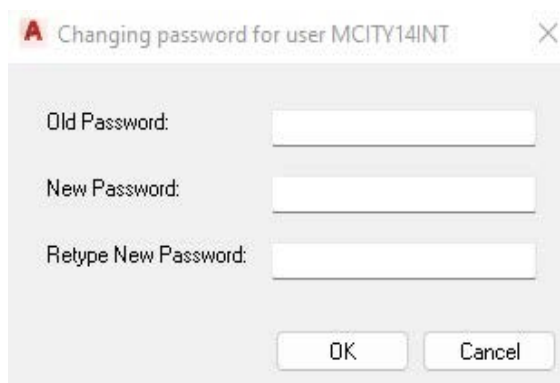 A Changing password for user MCITY14INT
Old Password:
New Password:
Retype New Password:
OK Cancel